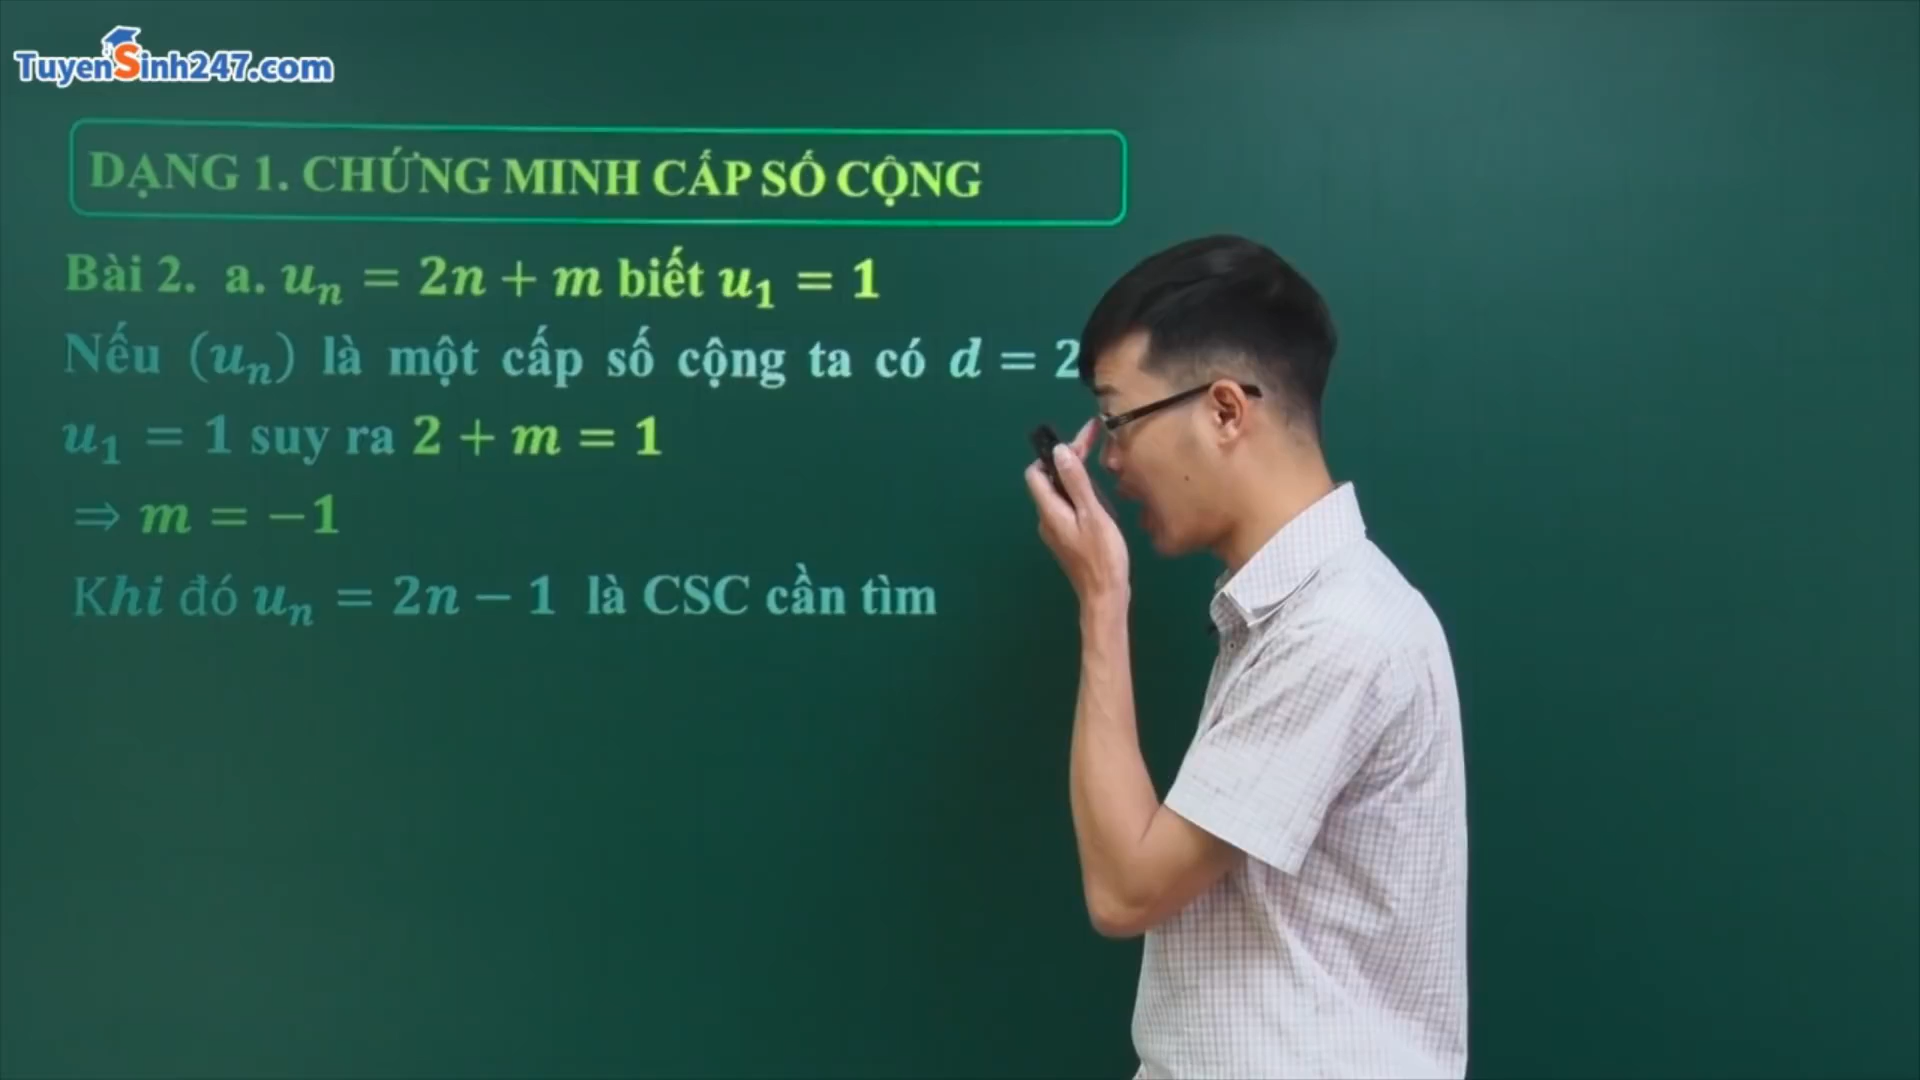 TuyenSinh247.com
DẠNG 1. CHỨNG MINH CẤP SỐ CỘNG
Bài 2. a. uₙ = 2n + m biết u₁ = 1
Nếu (uₙ) là một cấp số cộng ta có d = 2
u₁ = 1 suy ra 2 + m = 1
⇒ m = −1
Khi đó uₙ = 2n − 1 là CSC cần tìm